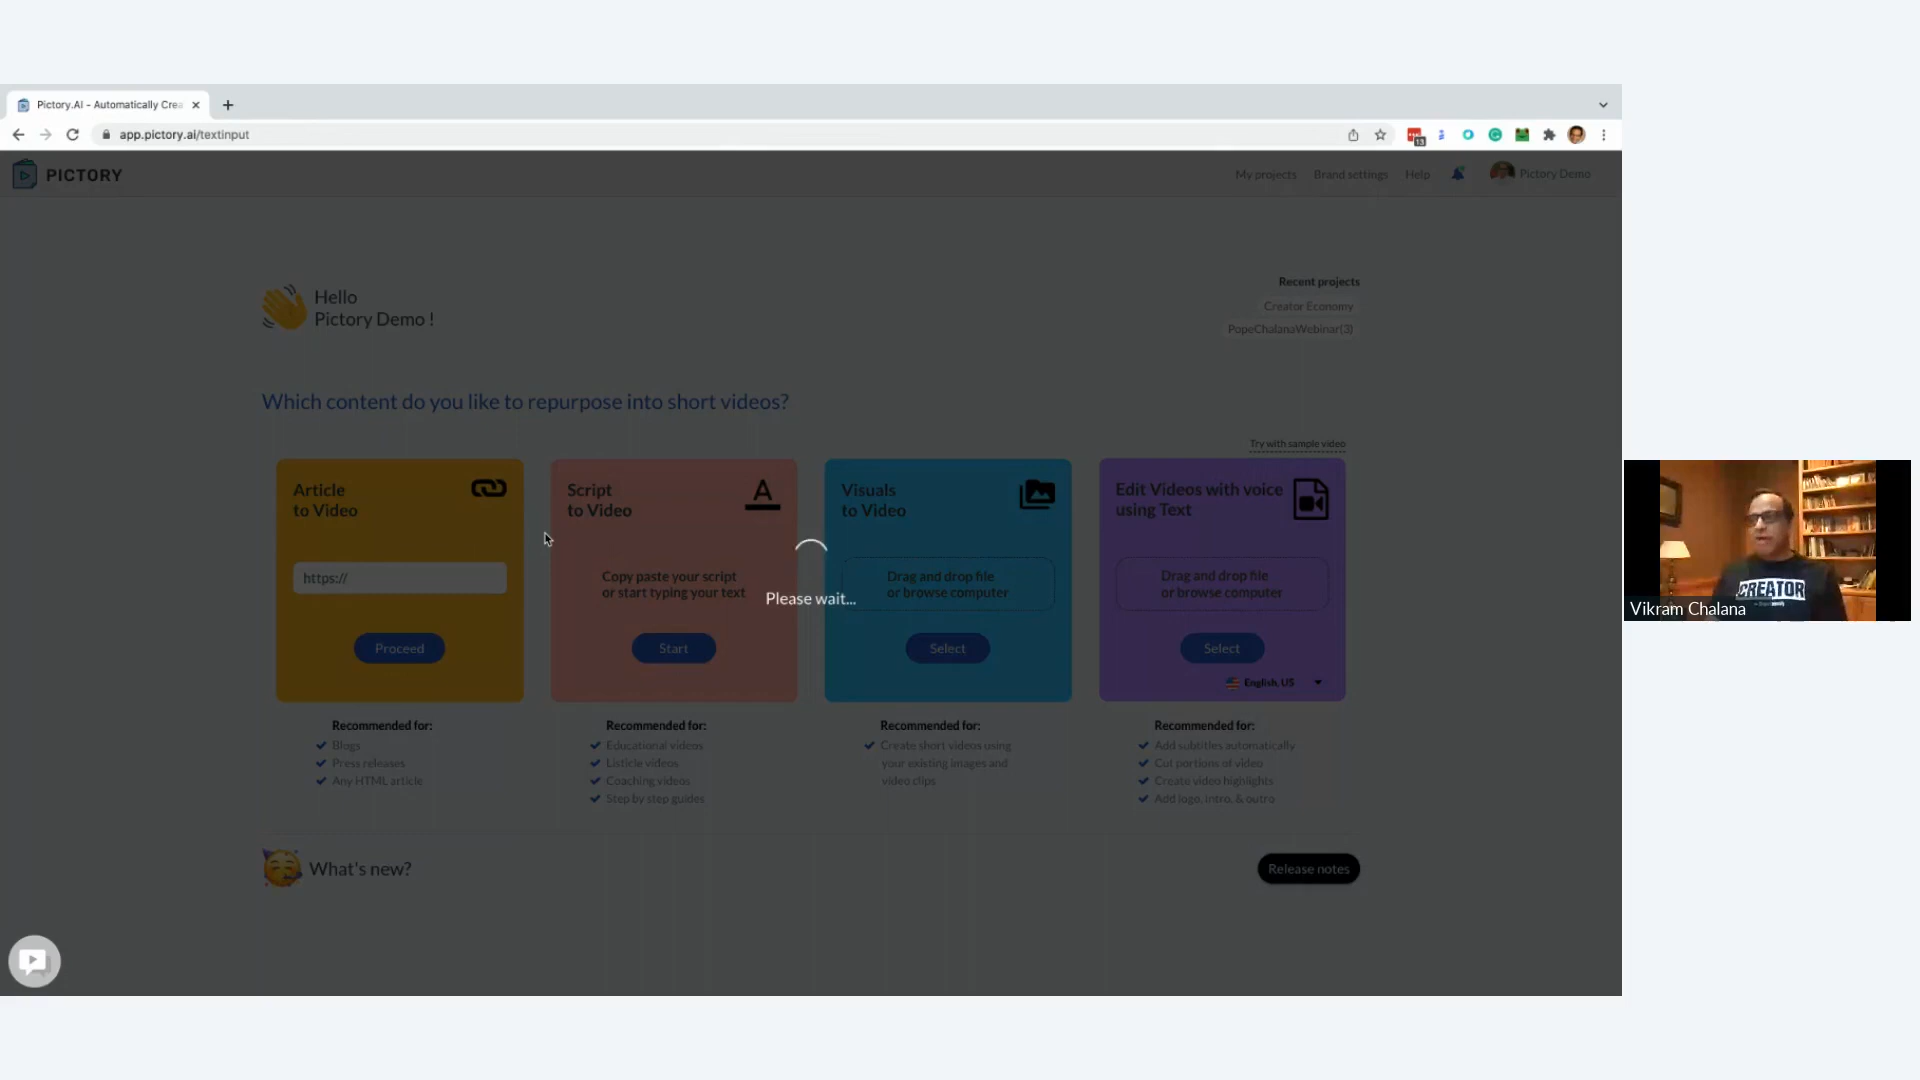 Pictory.AI - Automatically Crea
app.pictory.ai/textinput
13
PICTORY
My projects
Brand settings
Help
Pictory Demo
Hello
Pictory Demo !
Recent projects
Creator Economy
PopeChalanaWebinar(3)
Which content do you like to repurpose into short videos?
Try with sample video
Article
to Video
https://
Proceed
Recommended for:
Blogs
Press releases
Any HTML article
Script
to Video
A
Copy paste your script
or start typing your text
Start
Recommended for:
Educational videos
Listicle videos
Coaching videos
Step by step guides
Please wait...
Visuals
to Video
Drag and drop file
or browse computer
Select
Recommended for:
Create short videos using
your existing images and
video clips
Edit Videos with voice
using Text
Drag and drop file
or browse computer
Select
English, US
Recommended for:
Add subtitles automatically
Cut portions of video
Create video highlights
Add logo, intro, & outro
What's new?
Release notes
CREATOR
Vikram Chalana